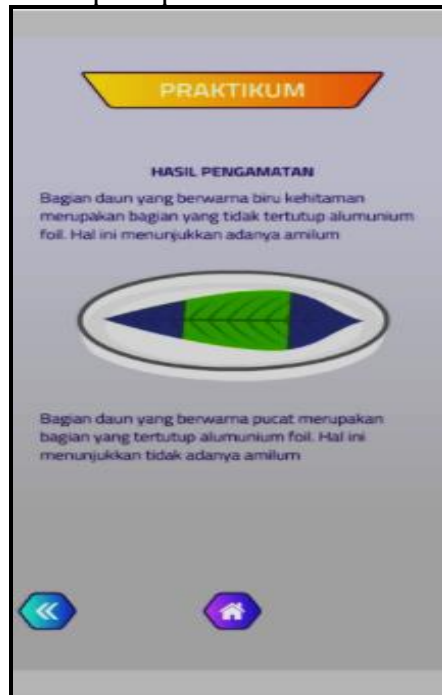 PRAKTIKUM
HASIL PENGAMATAN
Bagian daun yang berwarna biru kehitaman
merupakan bagian yang tidak tertutup alumunium
foil. Hal ini menunjukkan adanya amilum
Bagian daun yang berwarna pucat merupakan
bagian yang tertutup alumunium foil. Hal ini
menunjukkan tidak adanya amilum